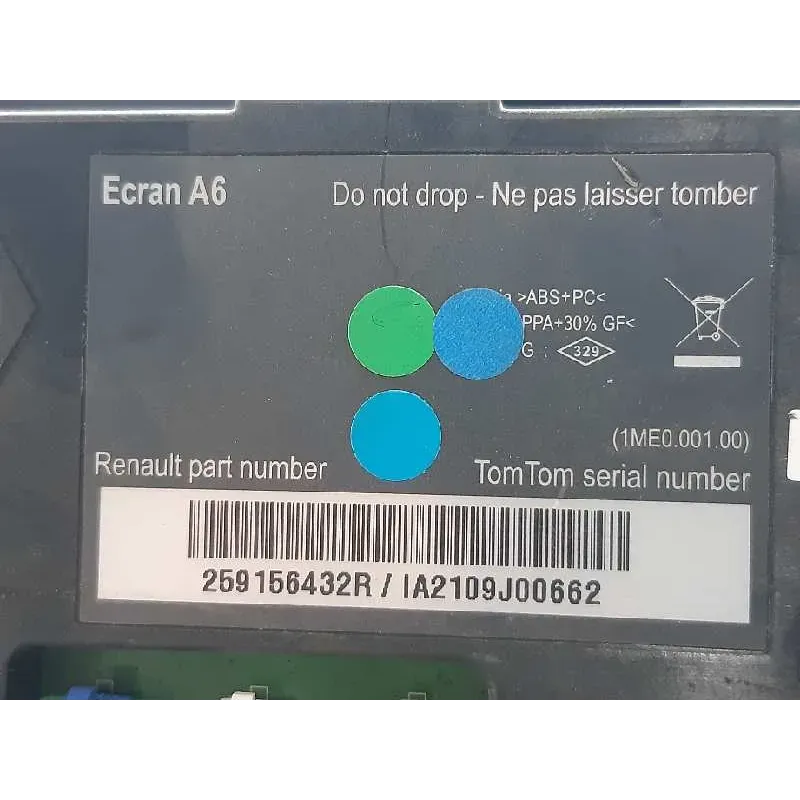 Ecran A6
Do not drop - Ne pas laisser tomber
>ABS+PC<
PPA+30% GF<
G : 329
(1ME0.001.00)
Renault part number
TomTom serial number
259156432R / IA2109J00662